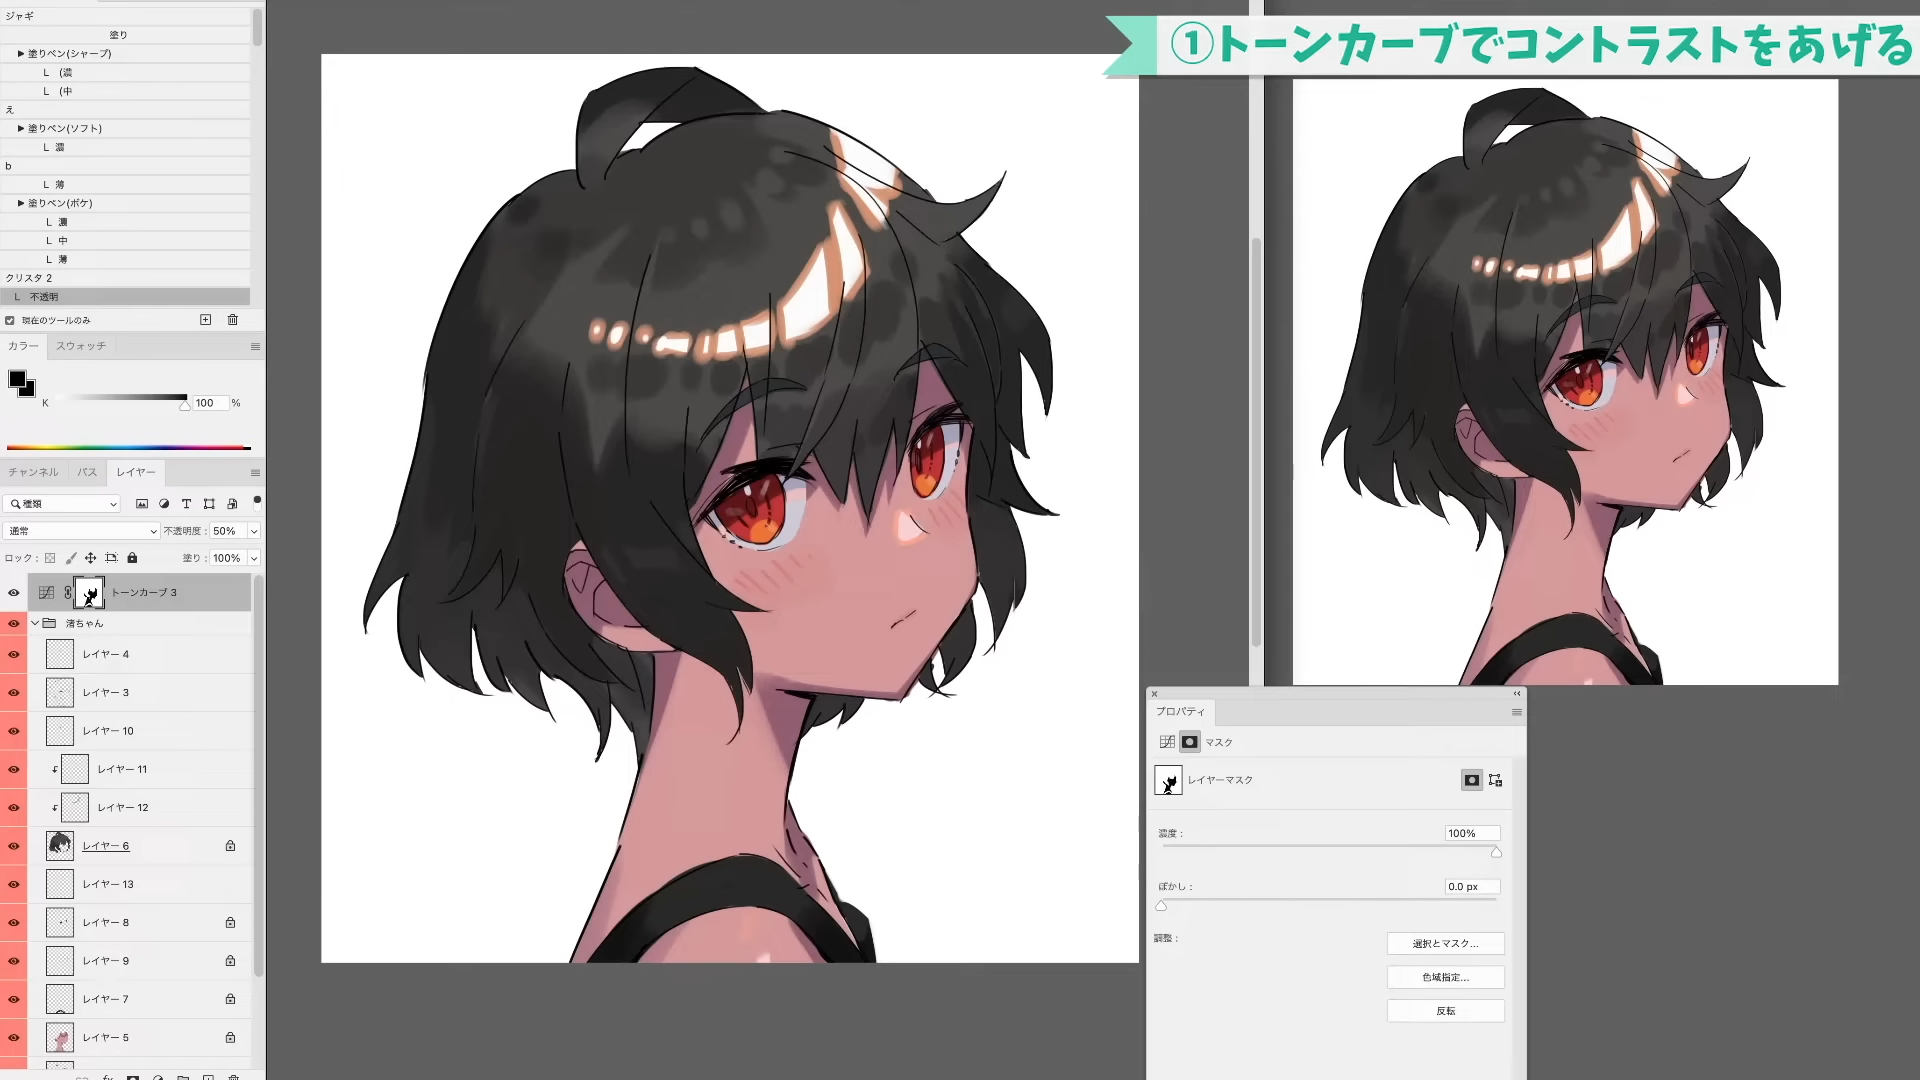 ①トーンカーブでコントラストをあげる
ジャギ
塗り
▶ 塗りペン(シャープ)
L (濃
L (中
え
▶ 塗りペン(ソフト)
L 濃
b
L 薄
▶ 塗りペン(ボケ)
L 濃
L 中
L 薄
クリスタ 2
L 不透明
現在のツールのみ
カラー スウォッチ
K 100 %
チャンネル パス レイヤー
種類
通常 不透明度 : 50%
ロック : 塗り : 100%
トーンカーブ 3
渚ちゃん
レイヤー 4
レイヤー 3
レイヤー 10
レイヤー 11
レイヤー 12
レイヤー 6
レイヤー 13
レイヤー 8
レイヤー 9
レイヤー 7
レイヤー 5
fx
プロパティ
マスク
レイヤーマスク
濃度 : 100%
ぼかし : 0.0 px
調整 :
選択とマスク...
色域指定...
反転